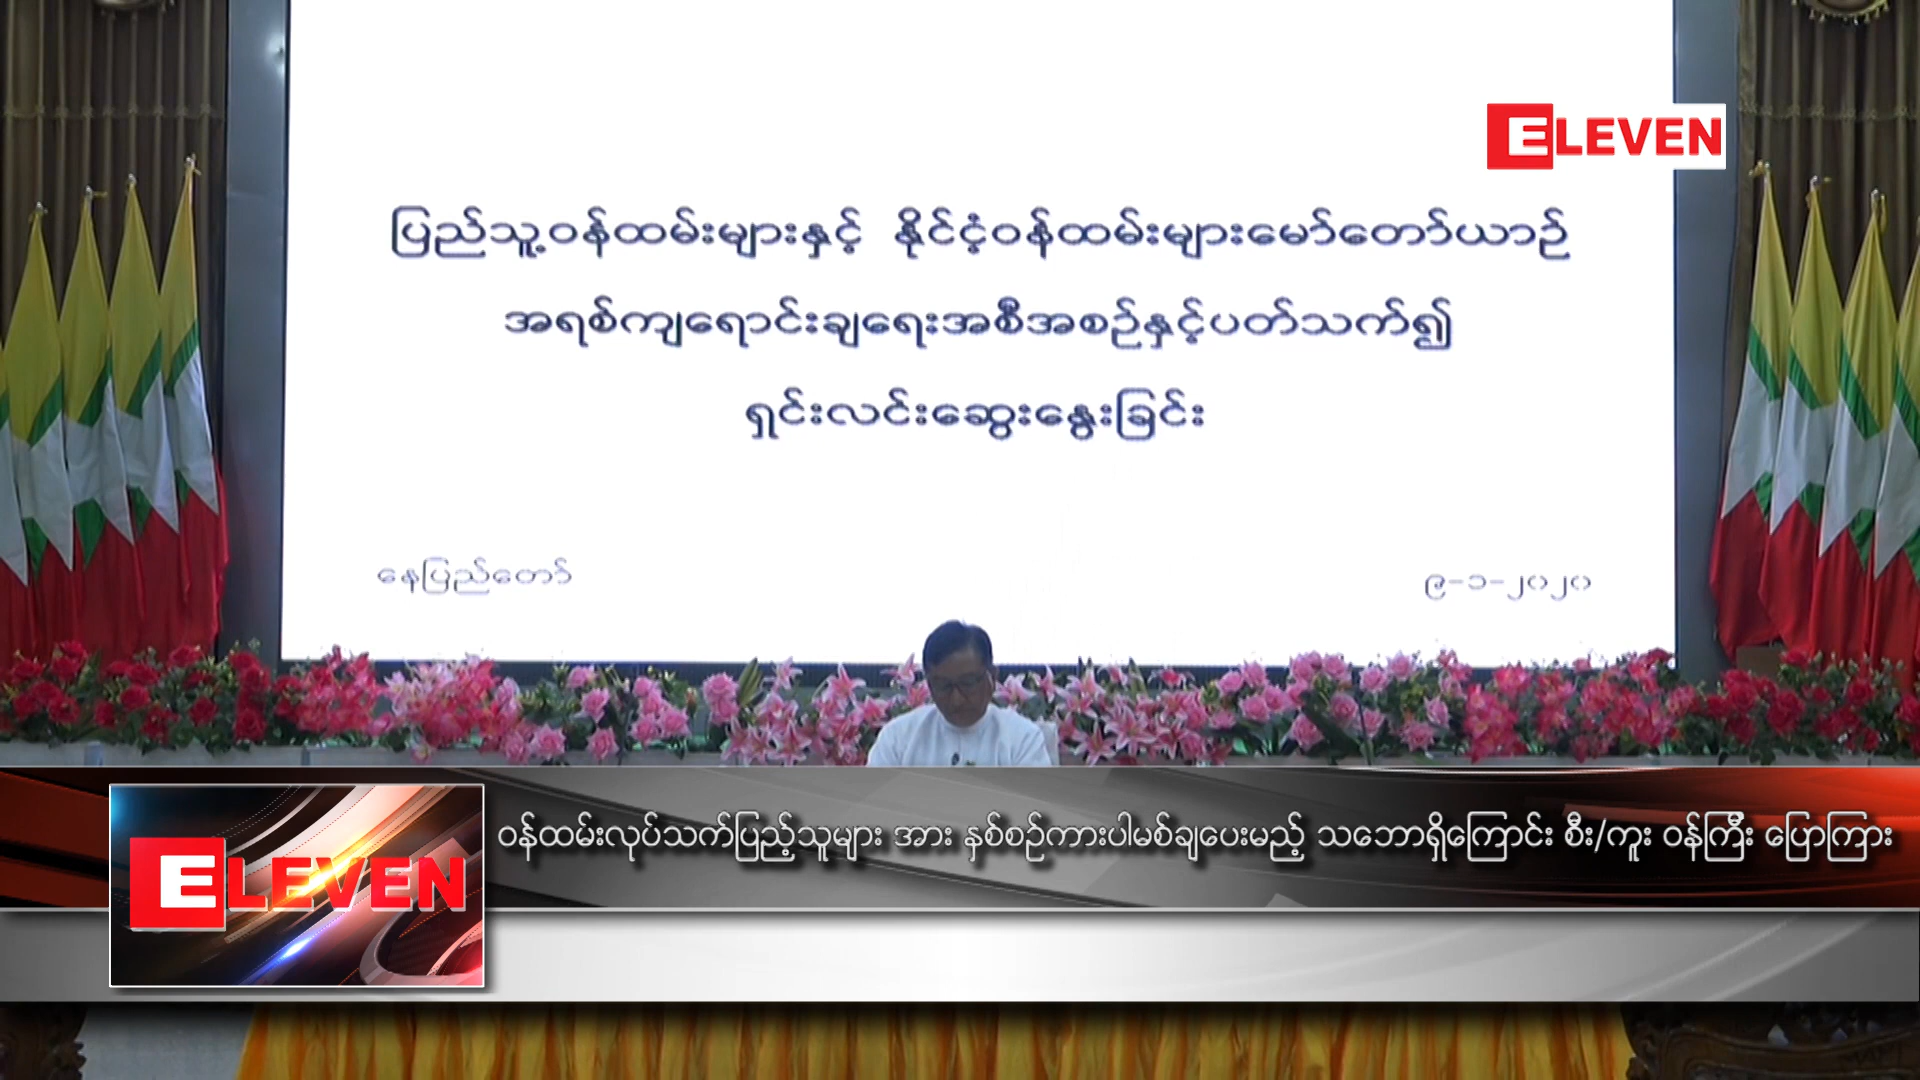 ELEVEN
ပြည်သူ့ဝန်ထမ်းများနှင့် နိုင်ငံ့ဝန်ထမ်းများမော်တော်ယာဉ်
အရစ်ကျရောင်းချရေးအစီအစဉ်နှင့်ပတ်သက်၍
ရှင်းလင်းဆွေးနွေးခြင်း
နေပြည်တော်
၉-၁-၂၀၂၀
ဝန်ထမ်းလုပ်သက်ပြည့်သူများ အား နှစ်စဉ်ကားပါမစ်ချပေးမည့် သဘောရှိကြောင်း စီး/ကူး ဝန်ကြီး ပြောကြား
ELEVEN